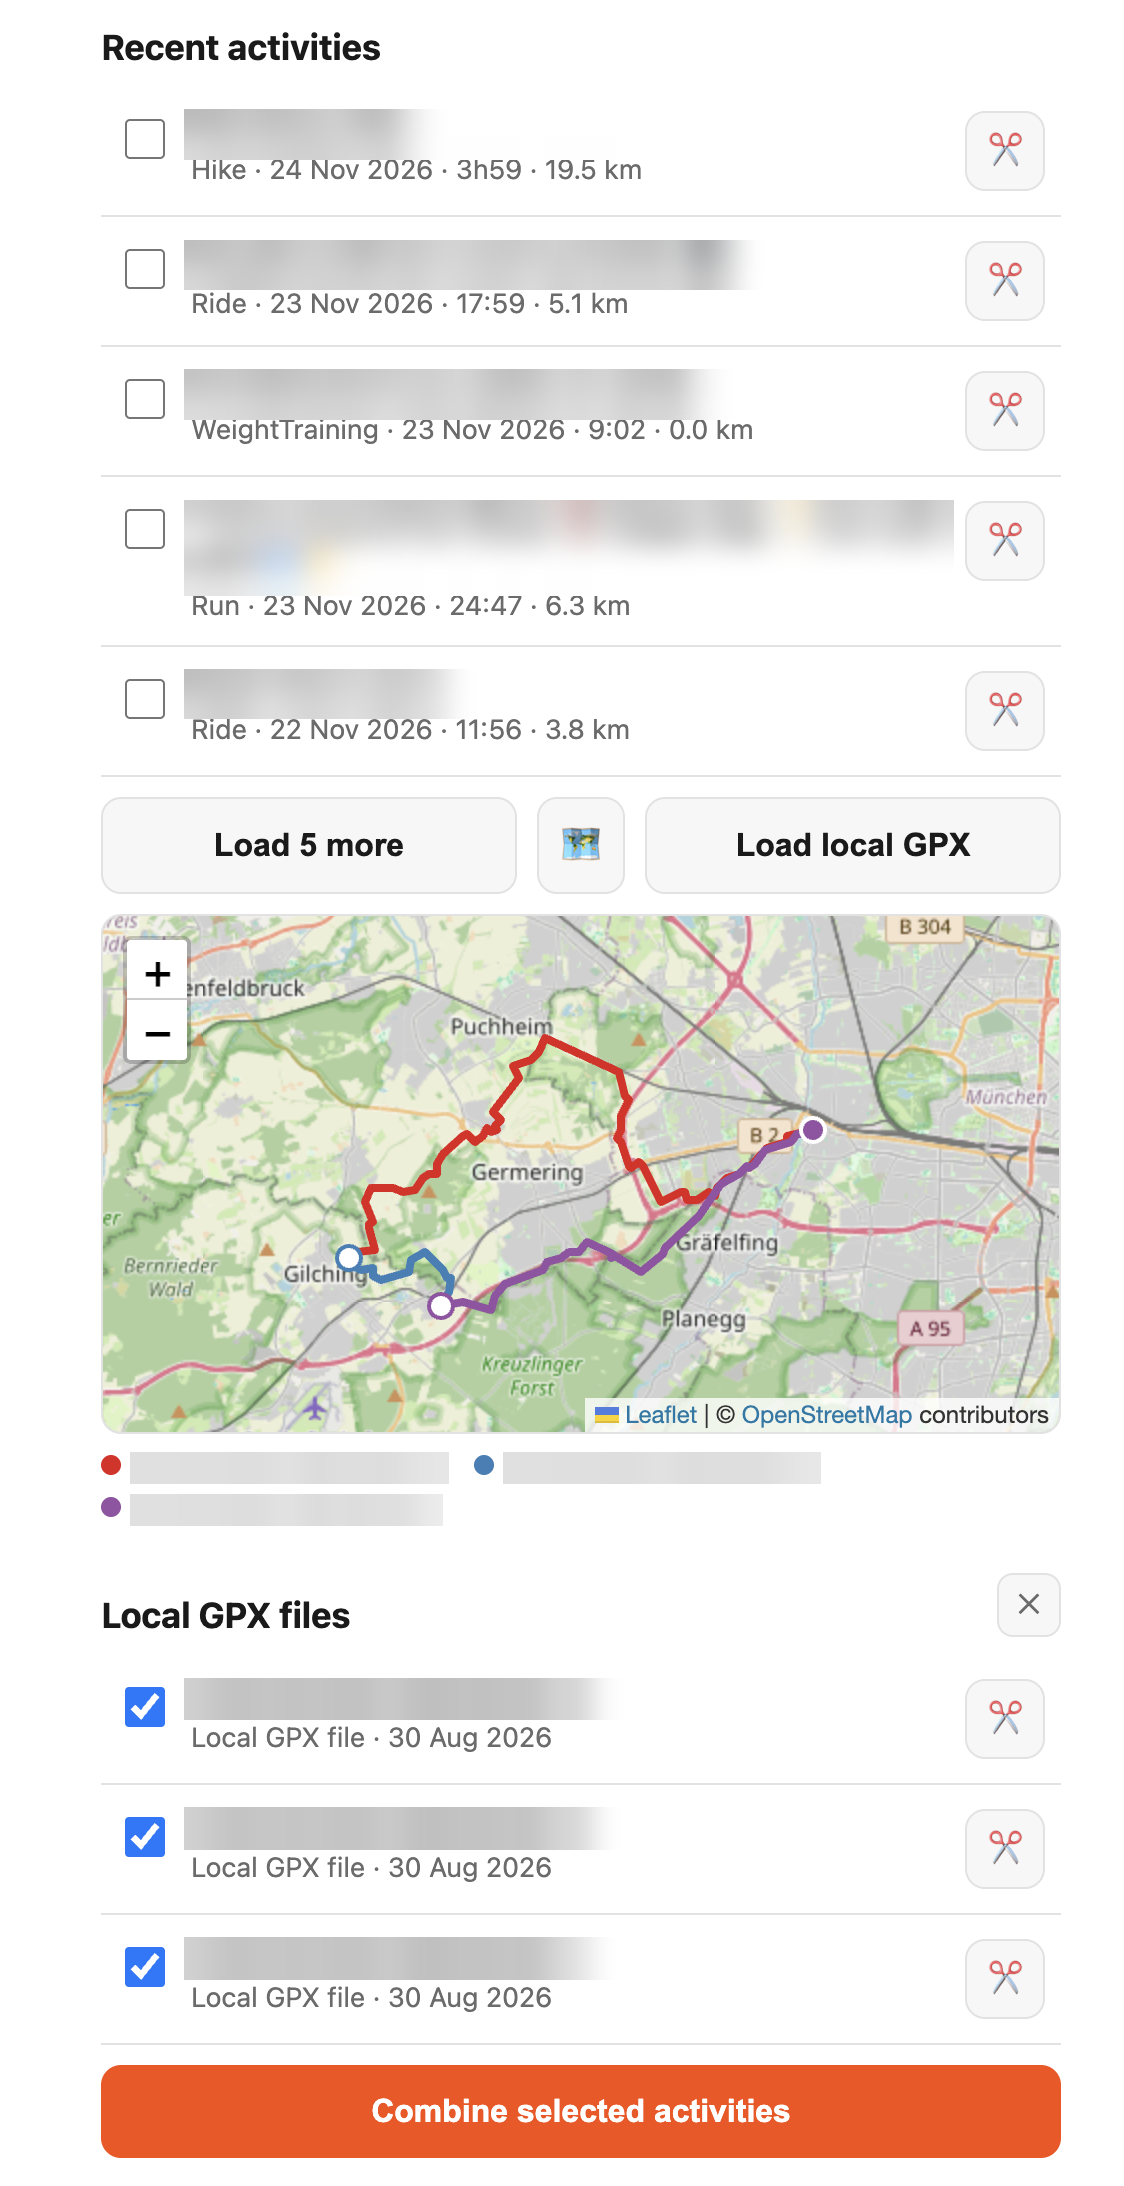 Recent activities
Hike · 24 Nov 2026 · 3h59 · 19.5 km
Ride · 23 Nov 2026 · 17:59 · 5.1 km
WeightTraining · 23 Nov 2026 · 9:02 · 0.0 km
Run · 23 Nov 2026 · 24:47 · 6.3 km
Ride · 22 Nov 2026 · 11:56 · 3.8 km
Load 5 more
Load local GPX
B 304
+
enfeldbruck
−
Puchheim
München
B 2
Germering
Gräfelfing
Bernrieder
Wald
Gilching
Planegg
A 95
Kreuzlinger
Forst
Leaflet | © OpenStreetMap contributors
Local GPX files
Local GPX file · 30 Aug 2026
Local GPX file · 30 Aug 2026
Local GPX file · 30 Aug 2026
Combine selected activities